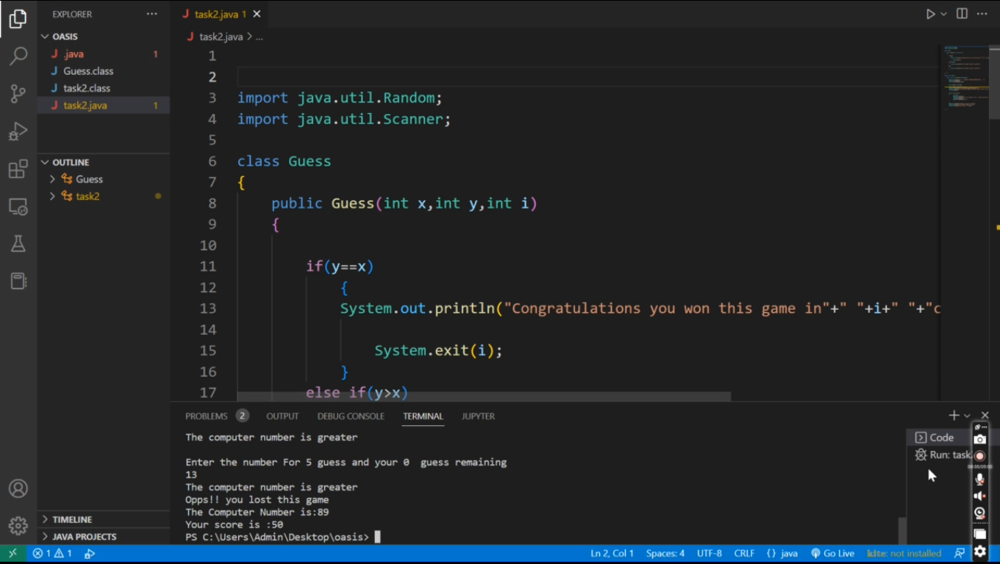 EXPLORER
OASIS
.java 1
Guess.class
task2.class
task2.java 1
OUTLINE
Guess
task2
TIMELINE
JAVA PROJECTS
task2.java 1
task2.java > ...
1
2
3 import java.util.Random;
4 import java.util.Scanner;
5
6 class Guess
7 {
8 public Guess(int x,int y,int i)
9 {
10
11 if(y==x)
12 {
13 System.out.println("Congratulations you won this game in"+" "+i+" "+"c
14
15 System.exit(i);
16 }
17 else if(y>x)
PROBLEMS 2 OUTPUT DEBUG CONSOLE TERMINAL JUPYTER
The computer number is greater
Enter the number For 5 guess and your 0 guess remaining
13
The computer number is greater
Opps!! you lost this game
The Computer Number is:89
Your score is :50
PS C:\Users\Admin\Desktop\oasis>
Code
Run: task
1 1
Ln 2, Col 1 Spaces: 4 UTF-8 CRLF {} java Go Live kite: not installed